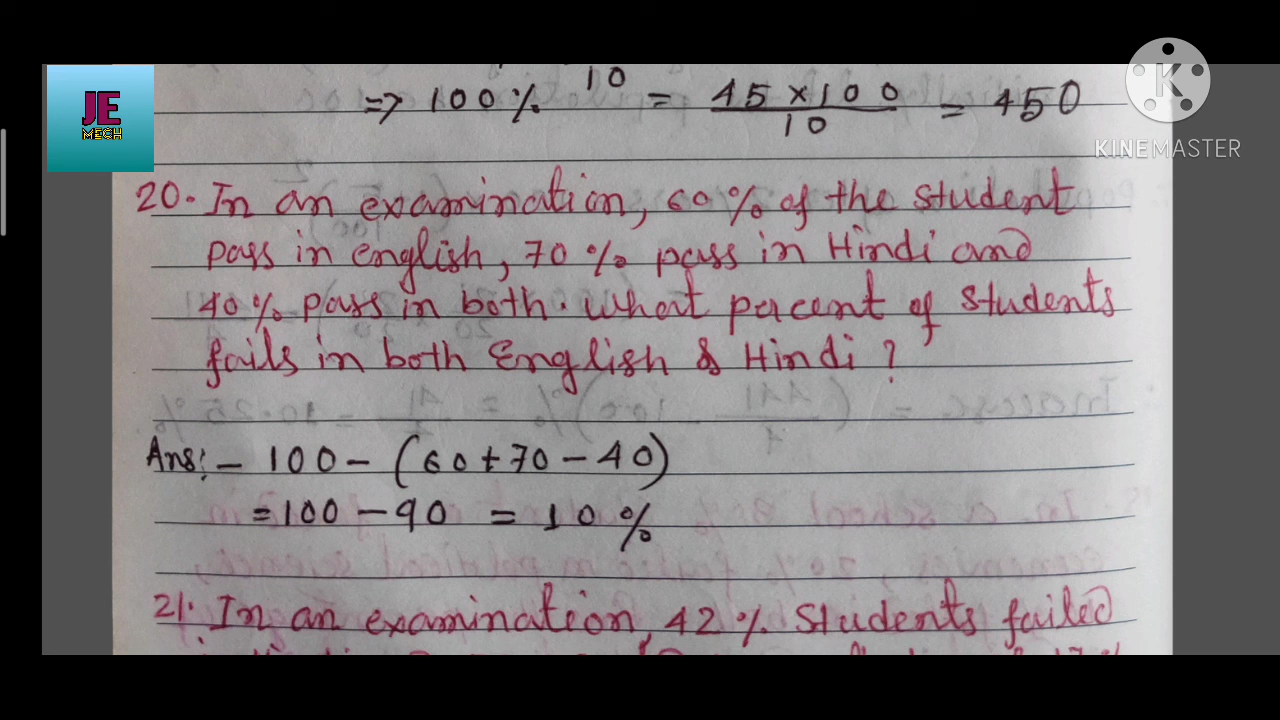 JE
MECH
KINEMASTER
10
=> 100% = 45×100/10 = 450
20. In an examination, 60% of the student
pass in english, 70% pass in Hindi and
40% pass in both. What percent of students
fails in both English & Hindi ?
Ans:- 100 - (60+70-40)
=100 -90 = 10%
21. In an examination, 42% Students failed